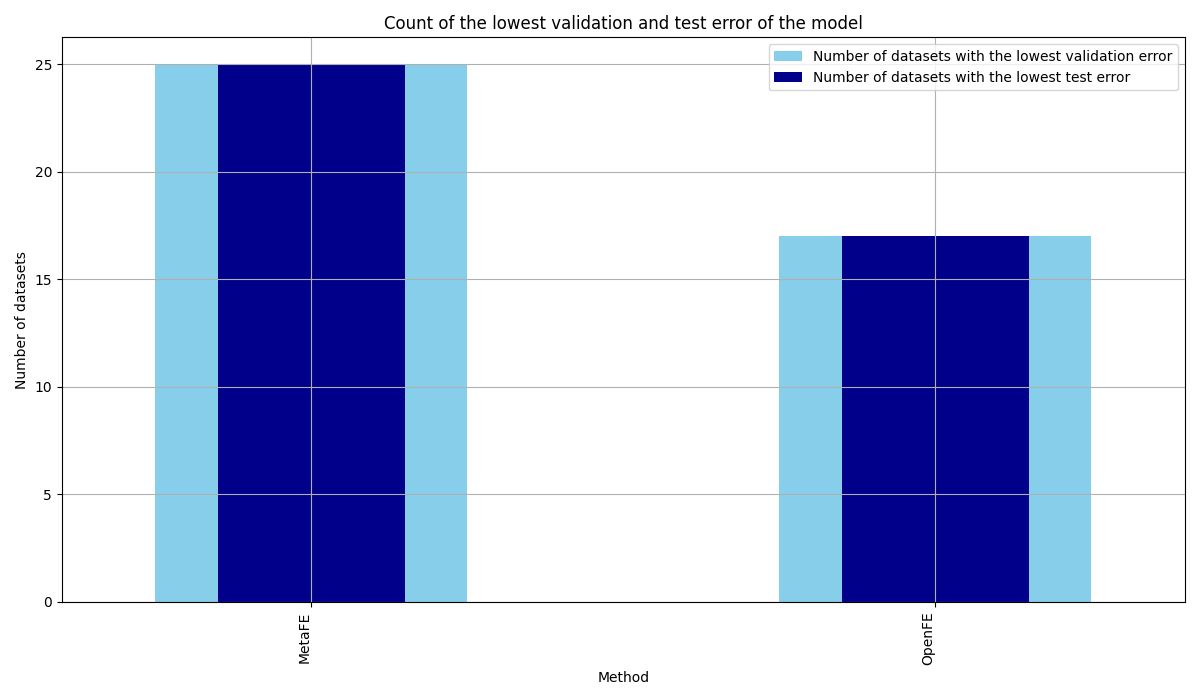 Count of the lowest validation and test error of the model
Number of datasets with the lowest validation error
Number of datasets with the lowest test error
Number of datasets
25
20
15
10
5
0
MetaFE
OpenFE
Method